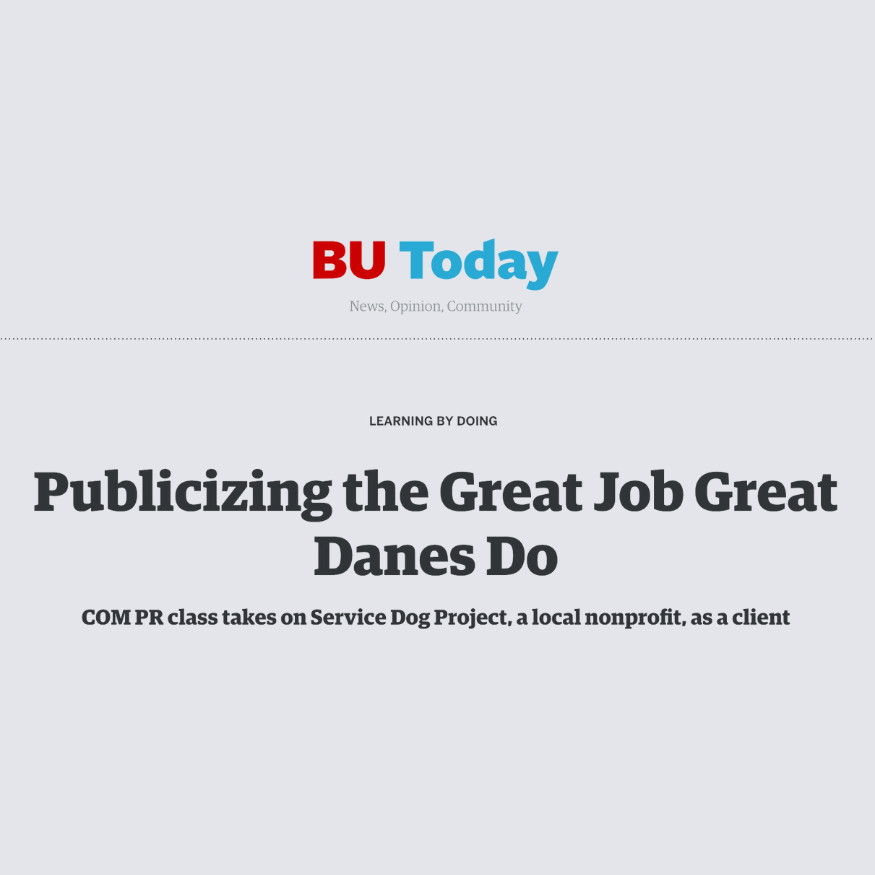 BU Today
News, Opinion, Community
LEARNING BY DOING
Publicizing the Great Job Great
Danes Do
COM PR class takes on Service Dog Project, a local nonprofit, as a client